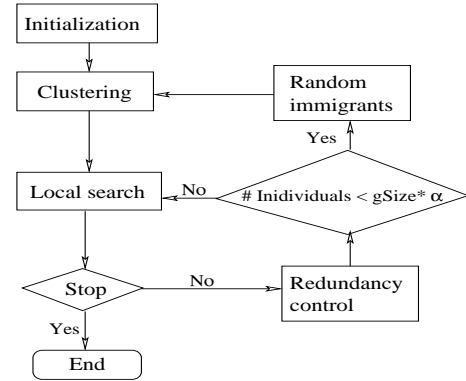 Initialization
Clustering
Random
immigrants
Yes
Local search
No
# Inidividuals < gSize* α
Stop
No
Redundancy
control
Yes
End